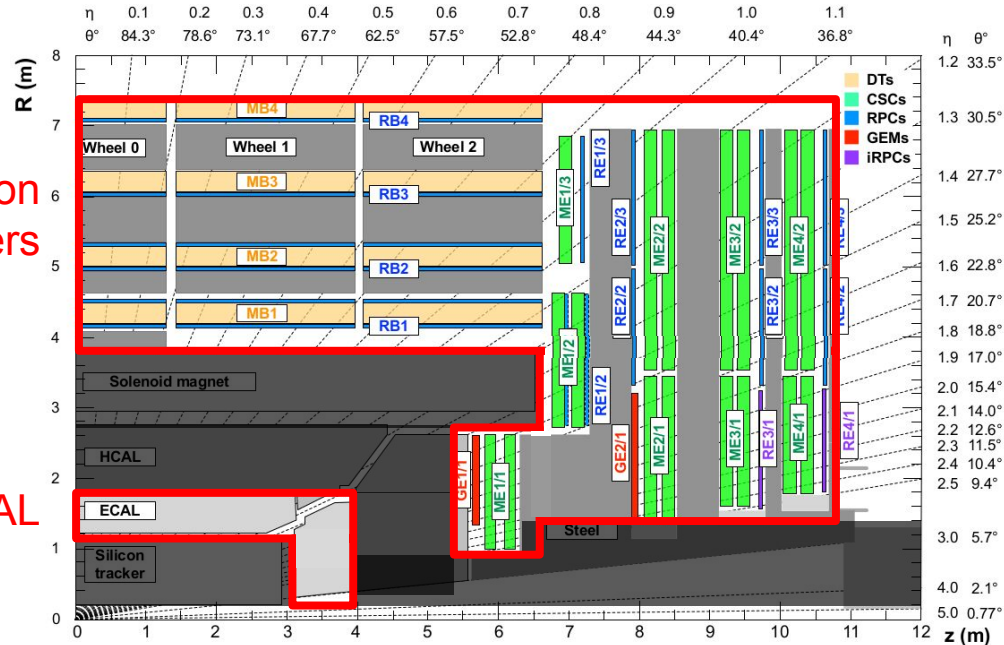 η 0.1 0.2 0.3 0.4 0.5 0.6 0.7 0.8 0.9 1.0 1.1
θ° 84.3° 78.6° 73.1° 67.7° 62.5° 57.5° 52.8° 48.4° 44.3° 40.4° 36.8° η θ°
R (m)
8
7
6
5
4
3
2
1
0
1.2 33.5°
1.3 30.5°
1.4 27.7°
1.5 25.2°
1.6 22.8°
1.7 20.7°
1.8 18.8°
1.9 17.0°
2.0 15.4°
2.1 14.0°
2.2 12.6°
2.3 11.5°
2.4 10.4°
2.5 9.4°
3.0 5.7°
4.0 2.1°
5.0 0.77°
DTs
CSCs
RPCs
GEMs
iRPCs
MB4
RB4
Wheel 0 Wheel 1 Wheel 2
MB3
RB3
MB2
RB2
MB1
RB1
on
ers
AL
Solenoid magnet
HCAL
ECAL
Silicon
tracker
Steel
ME1/3
RE1/3
RE2/3
ME2/2
ME3/2
RE3/3
ME4/2
RE4/3
RE2/2
RE3/2
RE4/2
ME1/2
RE1/2
GE1/1
ME1/1
GE2/1
ME2/1
ME3/1
RE3/1
ME4/1
RE4/1
0 1 2 3 4 5 6 7 8 9 10 11 12
z (m)